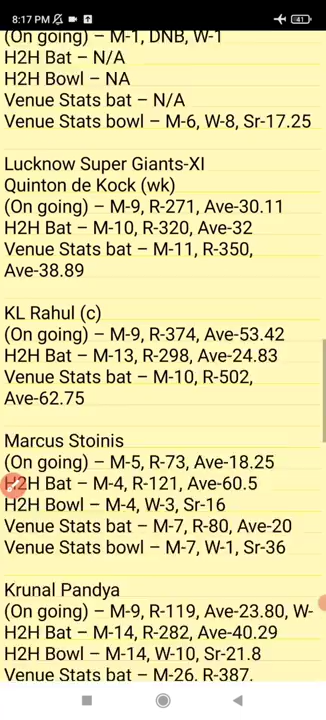 8:17 PM
41
(On going) – M-1, DNB, W-1
H2H Bat – N/A
H2H Bowl – NA
Venue Stats bat – N/A
Venue Stats bowl – M-6, W-8, Sr-17.25
Lucknow Super Giants-XI
Quinton de Kock (wk)
(On going) – M-9, R-271, Ave-30.11
H2H Bat – M-10, R-320, Ave-32
Venue Stats bat – M-11, R-350,
Ave-38.89
KL Rahul (c)
(On going) – M-9, R-374, Ave-53.42
H2H Bat – M-13, R-298, Ave-24.83
Venue Stats bat – M-10, R-502,
Ave-62.75
Marcus Stoinis
(On going) – M-5, R-73, Ave-18.25
H2H Bat – M-4, R-121, Ave-60.5
H2H Bowl – M-4, W-3, Sr-16
Venue Stats bat – M-7, R-80, Ave-20
Venue Stats bowl – M-7, W-1, Sr-36
Krunal Pandya
(On going) – M-9, R-119, Ave-23.80, W-
H2H Bat – M-14, R-282, Ave-40.29
H2H Bowl – M-14, W-10, Sr-21.8
Venue Stats bat – M-26, R-387,